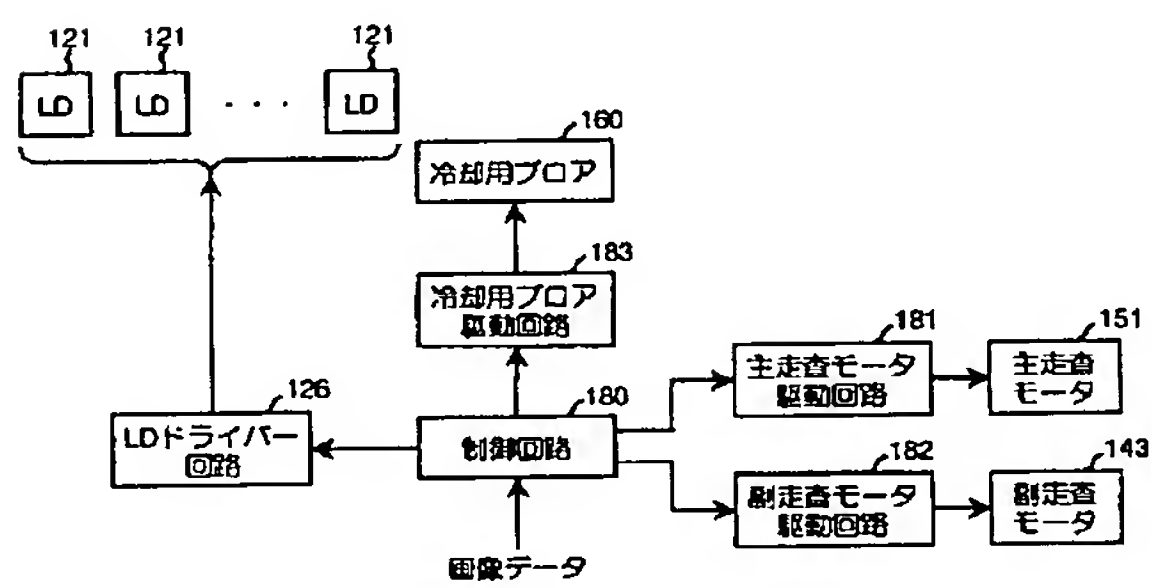 121 121 121
LD LD ... LD
160
冷却用ブロア
183
冷却用ブロア
駆動回路
181
主走査モータ
駆動回路
151
主走査
モータ
126
LDドライバー
回路
180
制御回路
182
副走査モータ
駆動回路
143
副走査
モータ
画像データ